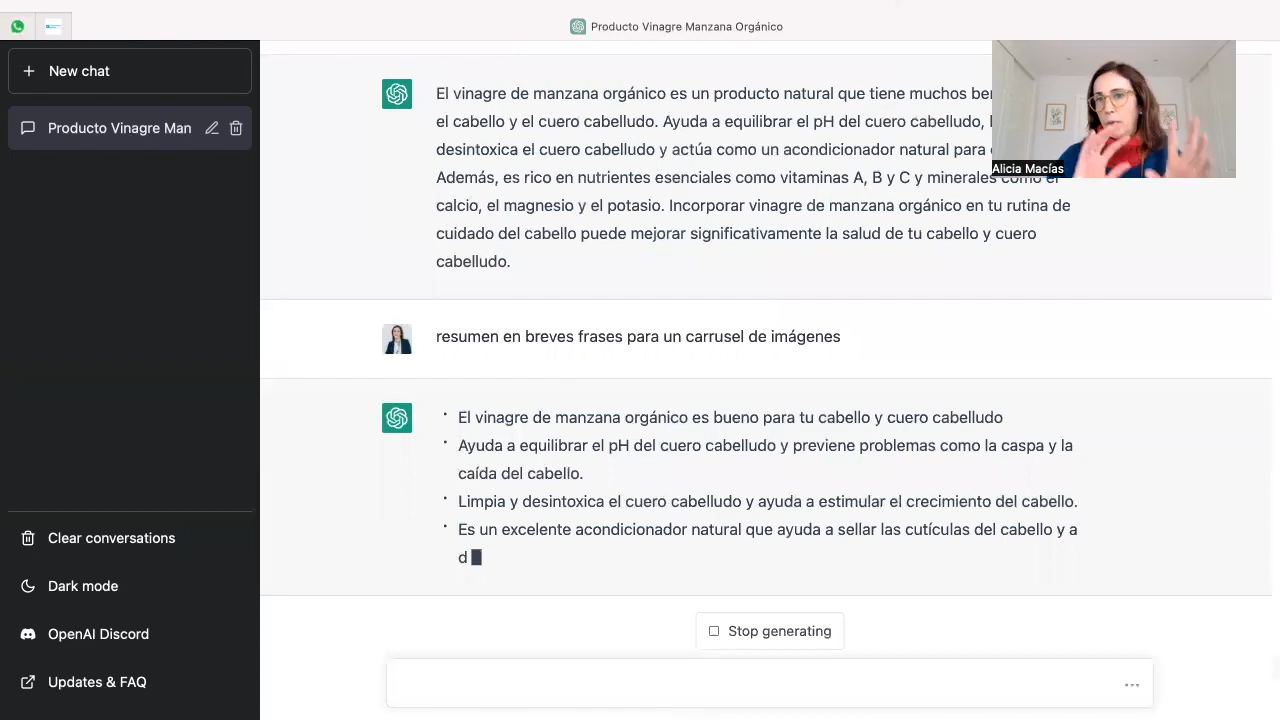 Producto Vinagre Manzana Orgánico
New chat
Producto Vinagre Man
Clear conversations
Dark mode
OpenAI Discord
Updates & FAQ
El vinagre de manzana orgánico es un producto natural que tiene muchos
el cabello y el cuero cabelludo. Ayuda a equilibrar el pH del cuero cabelludo,
desintoxica el cuero cabelludo y actúa como un acondicionador natural para
Además, es rico en nutrientes esenciales como vitaminas A, B y C y minerales como el
calcio, el magnesio y el potasio. Incorporar vinagre de manzana orgánico en tu rutina de
cuidado del cabello puede mejorar significativamente la salud de tu cabello y cuero
cabelludo.
Alicia Macías
resumen en breves frases para un carrusel de imágenes
El vinagre de manzana orgánico es bueno para tu cabello y cuero cabelludo
Ayuda a equilibrar el pH del cuero cabelludo y previene problemas como la caspa y la
caída del cabello.
Limpia y desintoxica el cuero cabelludo y ayuda a estimular el crecimiento del cabello.
Es un excelente acondicionador natural que ayuda a sellar las cutículas del cabello y a
d
Stop generating